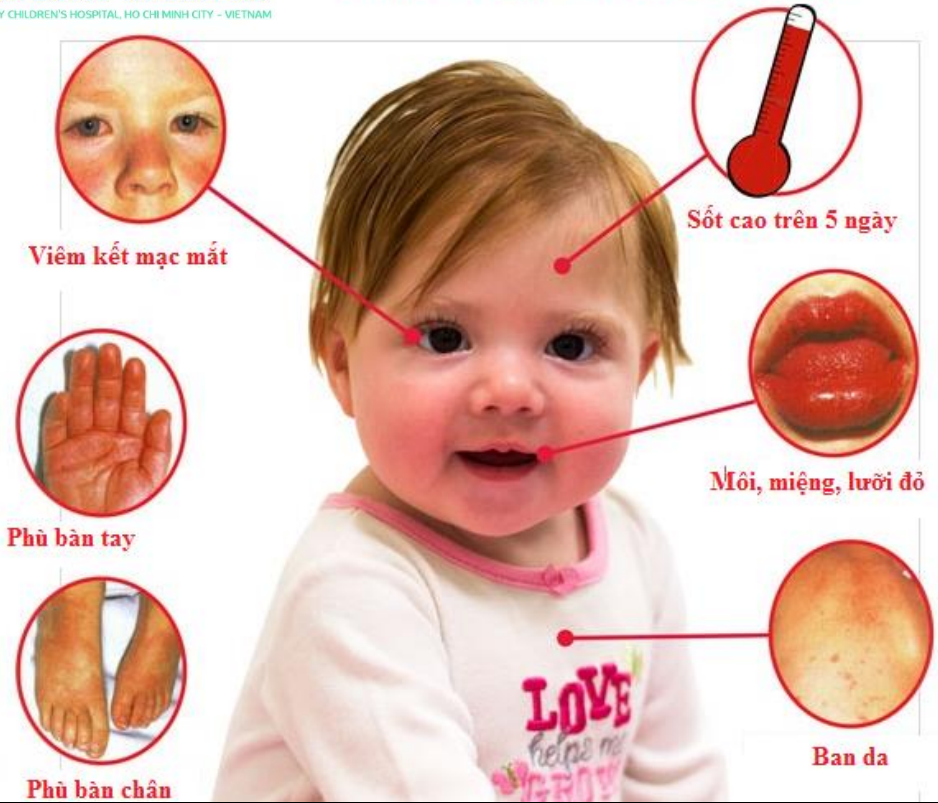 Y CHILDREN'S HOSPITAL, HO CHI MINH CITY - VIETNAM
Sốt cao trên 5 ngày
Viêm kết mạc mắt
Môi, miệng, lưỡi đỏ
Phù bàn tay
LOVE
helps me
GROW
Ban da
Phù bàn chân